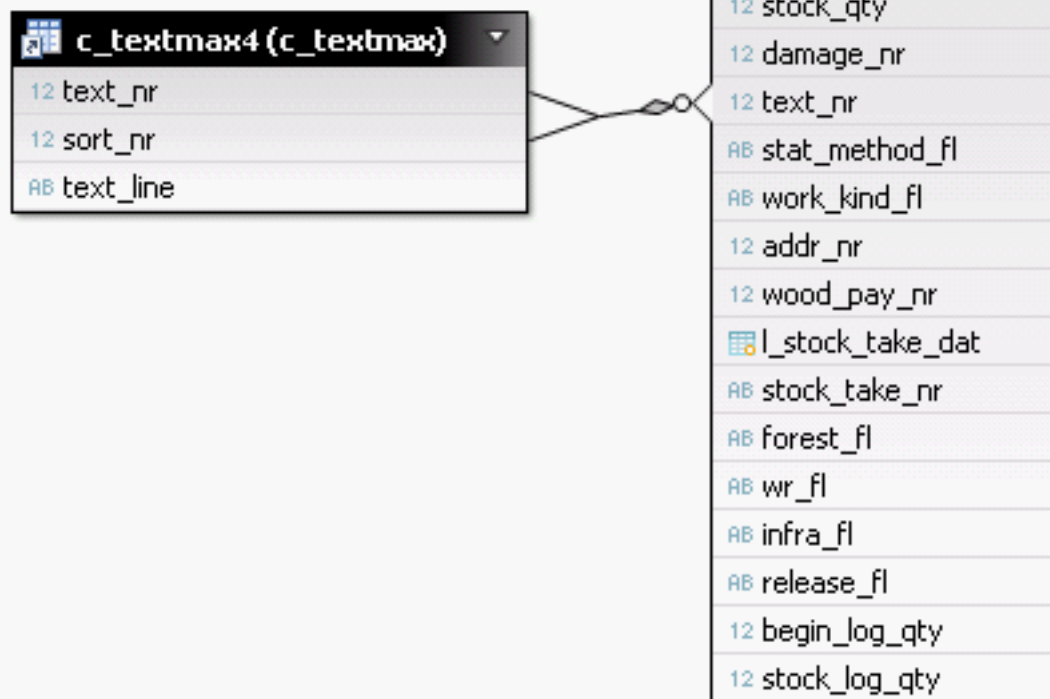 c_textmax4 (c_textmax)
12 text_nr
12 sort_nr
AB text_line
12 stock_qty
12 damage_nr
12 text_nr
AB stat_method_fl
AB work_kind_fl
12 addr_nr
12 wood_pay_nr
l_stock_take_dat
AB stock_take_nr
AB forest_fl
AB wr_fl
AB infra_fl
AB release_fl
12 begin_log_qty
12 stock_log_qty